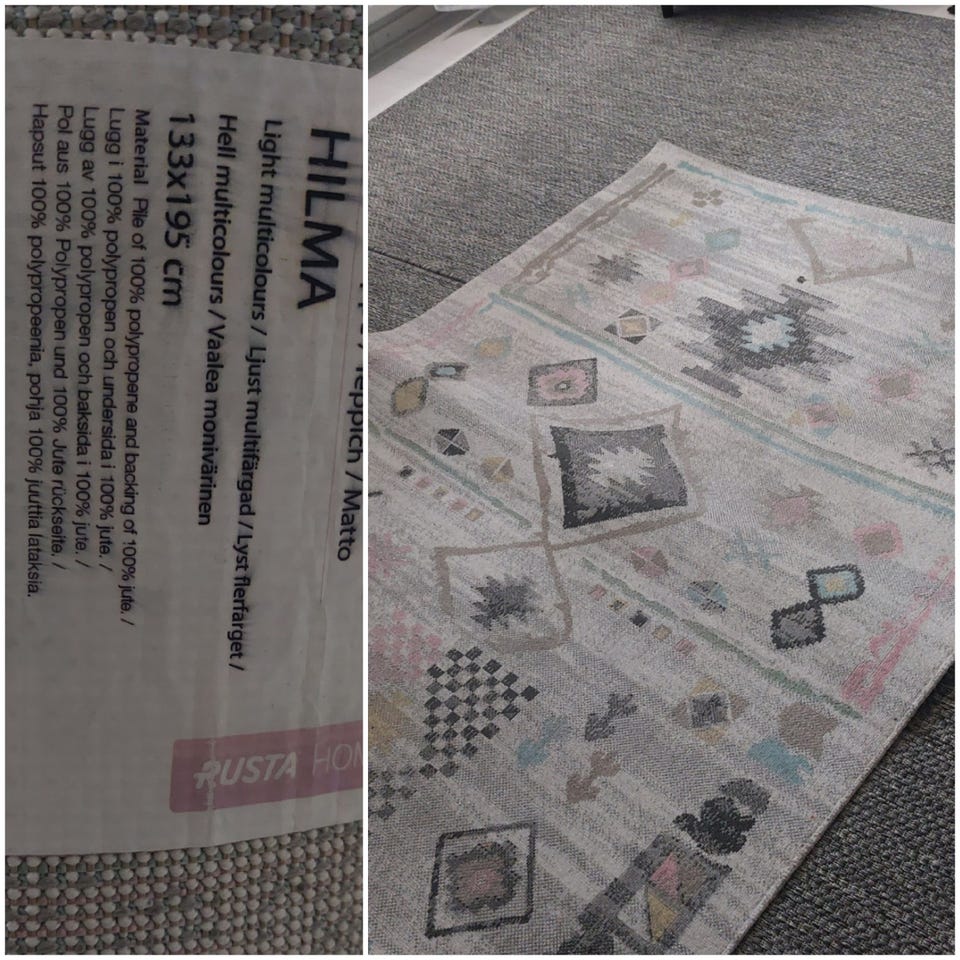 / Teppich / Matto
HILMA
Light multicolours / Ljust multifärgad / Lyst flerfarget /
Hell multicolours / Vaalea monivärinen
133x195 cm
Material Pile of 100% polypropene and backing of 100% jute. /
Lugg i 100% polypropen och undersida i 100% jute. /
Lugg av 100% polypropen och baksida i 100% jute. /
Pol aus 100% Polypropen und 100% Jute rückseite. /
Hapsut 100% polypropeenia, pohja 100% juuttia lataksia.
RUSTA